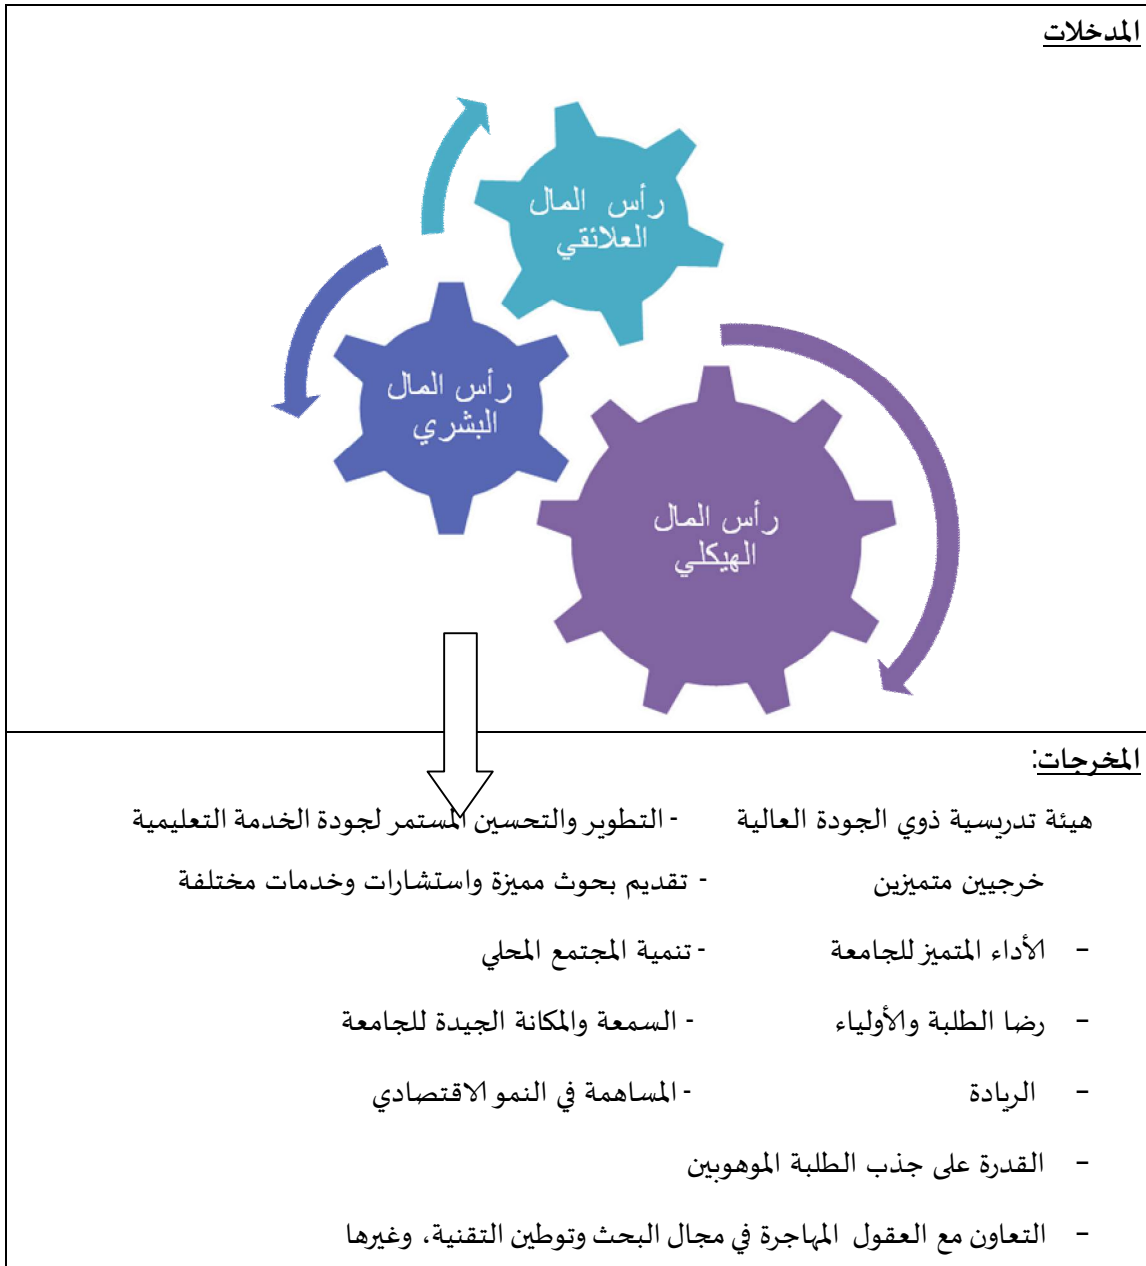 المدخلات
رأس المال
العلائقي
رأس المال
البشري
رأس المال
الهيكلي
المخرجات:
هيئة تدريسية ذوي الجودة العالية - التطوير والتحسين المستمر لجودة الخدمة التعليمية
خرجيين متميزين - تقديم بحوث مميزة واستشارات وخدمات مختلفة
– الأداء المتميز للجامعة - تنمية المجتمع المحلي
– رضا الطلبة والأولياء - السمعة والمكانة الجيدة للجامعة
– الريادة - المساهمة في النمو الاقتصادي
– القدرة على جذب الطلبة الموهوبين
– التعاون مع العقول المهاجرة في مجال البحث وتوطين التقنية، وغيرها